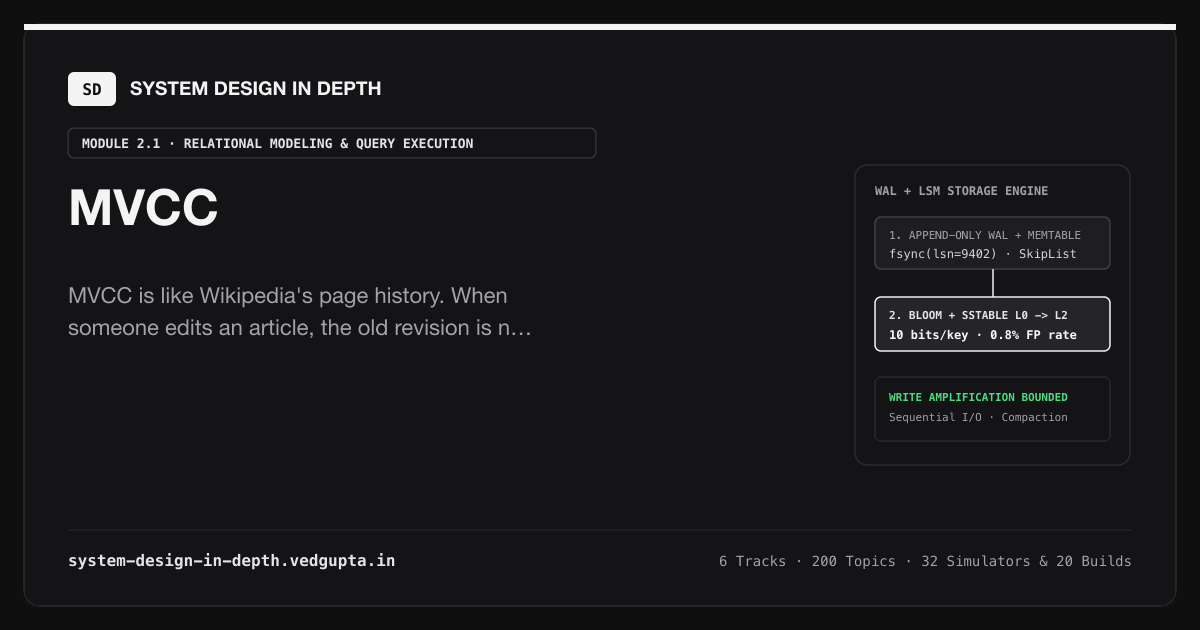 SD SYSTEM DESIGN IN DEPTH
MODULE 2.1 · RELATIONAL MODELING & QUERY EXECUTION
MVCC
MVCC is like Wikipedia's page history. When
someone edits an article, the old revision is n…
WAL + LSM STORAGE ENGINE
1. APPEND-ONLY WAL + MEMTABLE
fsync(lsn=9402) · SkipList
2. BLOOM + SSTABLE L0 -> L2
10 bits/key · 0.8% FP rate
WRITE AMPLIFICATION BOUNDED
Sequential I/O · Compaction
system-design-in-depth.vedgupta.in
6 Tracks · 200 Topics · 32 Simulators & 20 Builds